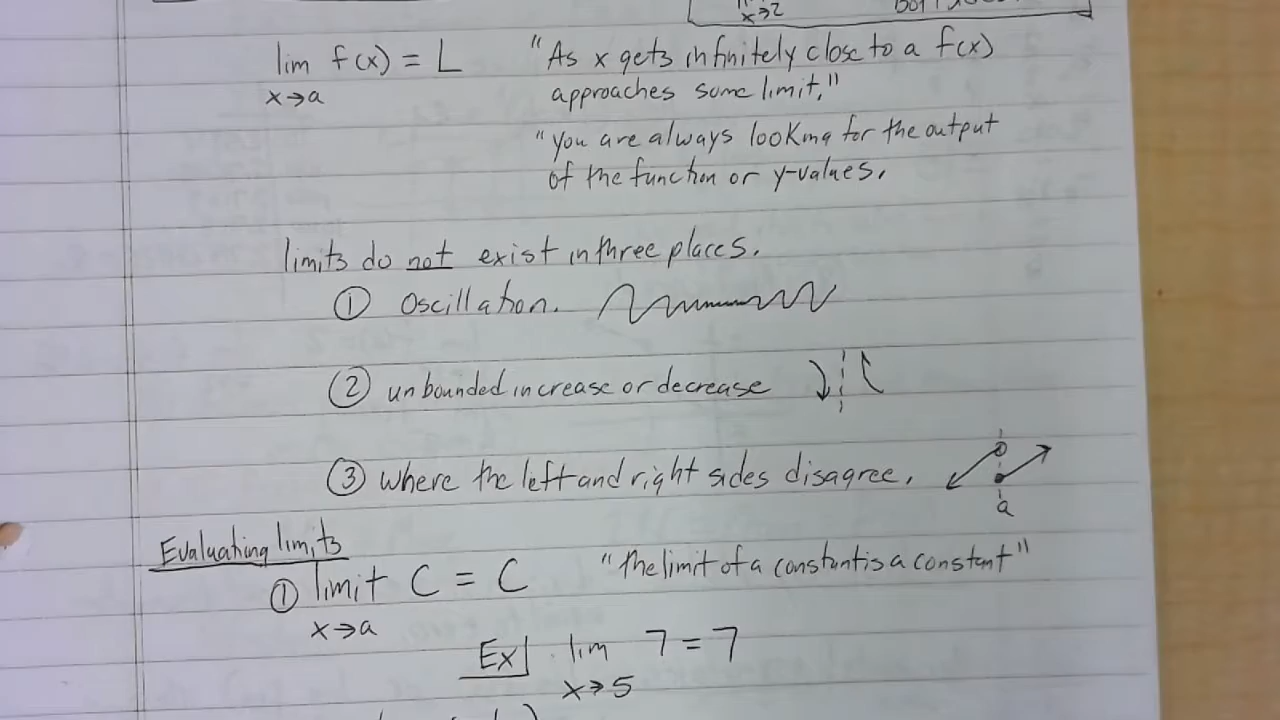 x→2
lim f(x) = L "As x gets infinitely close to a f(x)
x→a approaches some limit,"
"you are always looking for the output
of the function or y-values.
limits do not exist in three places.
① Oscillation.
② unbounded increase or decrease
③ where the left and right sides disagree.
a
Evaluating limits
① limit C = C "the limit of a constant is a constant"
x→a
Ex] lim 7 = 7
x→5